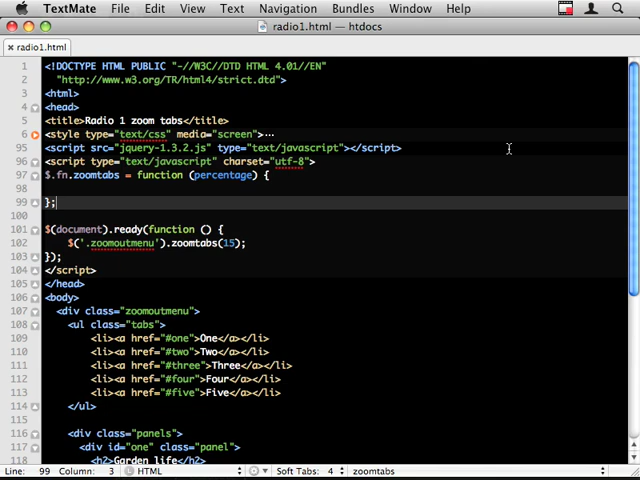 TextMate File Edit View Text Navigation Bundles Window Help
radio1.html — htdocs
× radio1.html
1 <!DOCTYPE HTML PUBLIC "-//W3C//DTD HTML 4.01//EN"
2 "http://www.w3.org/TR/html4/strict.dtd">
3 <html>
4 <head>
5 <title>Radio 1 zoom tabs</title>
6 <style type="text/css" media="screen">⋯
95 <script src="jquery-1.3.2.js" type="text/javascript"></script>
96 <script type="text/javascript" charset="utf-8">
97 $.fn.zoomtabs = function (percentage) {
98
99 };
100
101 $(document).ready(function () {
102 $('.zoomoutmenu').zoomtabs(15);
103 });
104 </script>
105 </head>
106 <body>
107 <div class="zoomoutmenu">
108 <ul class="tabs">
109 <li><a href="#one">One</a></li>
110 <li><a href="#two">Two</a></li>
111 <li><a href="#three">Three</a></li>
112 <li><a href="#four">Four</a></li>
113 <li><a href="#five">Five</a></li>
114 </ul>
115
116 <div class="panels">
117 <div id="one" class="panel">
118 <h2>Garden life</h2>
Line: 99 Column: 3 HTML Soft Tabs: 4 zoomtabs